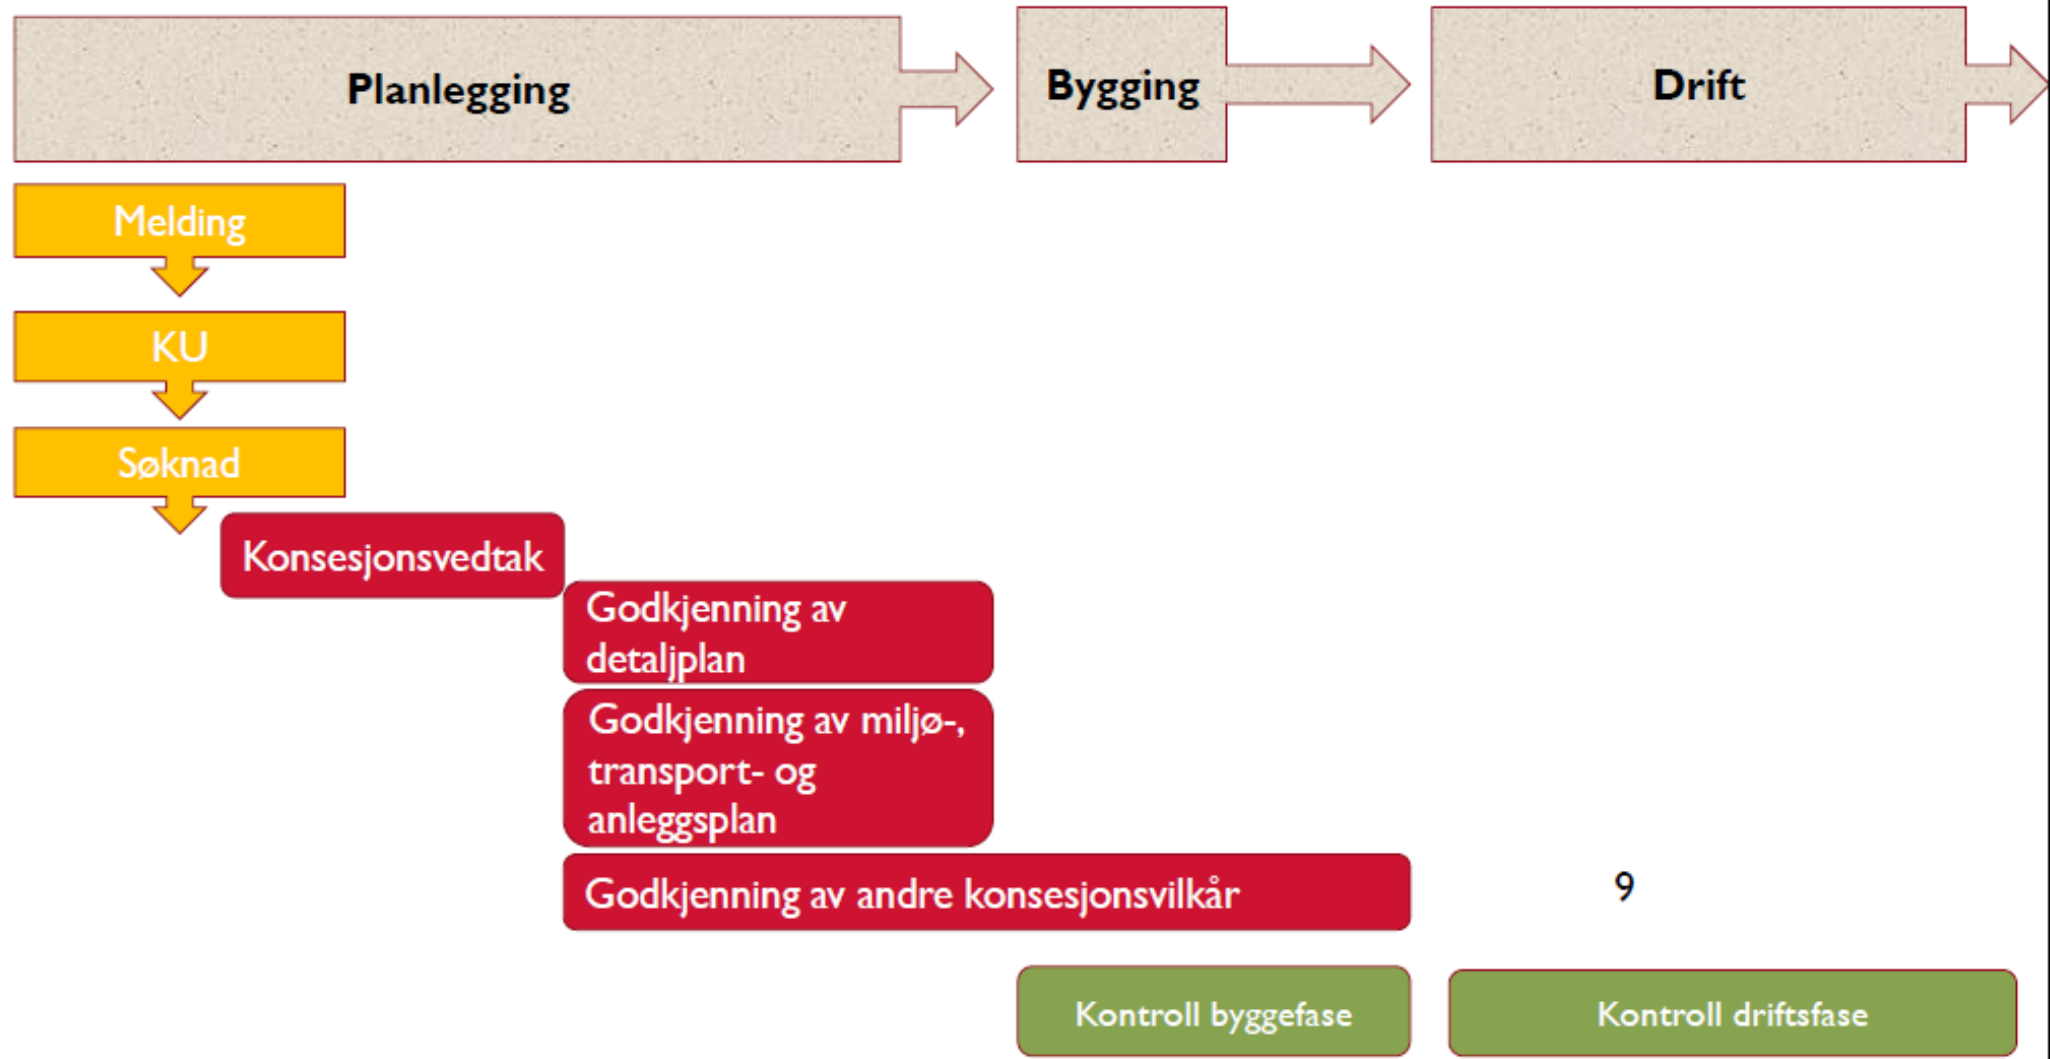 Planlegging
Bygging
Drift
Melding
KU
Søknad
Konsesjonsvedtak
Godkjenning av
detaljplan
Godkjenning av miljø-,
transport- og
anleggsplan
Godkjenning av andre konsesjonsvilkår
9
Kontroll byggefase
Kontroll driftsfase